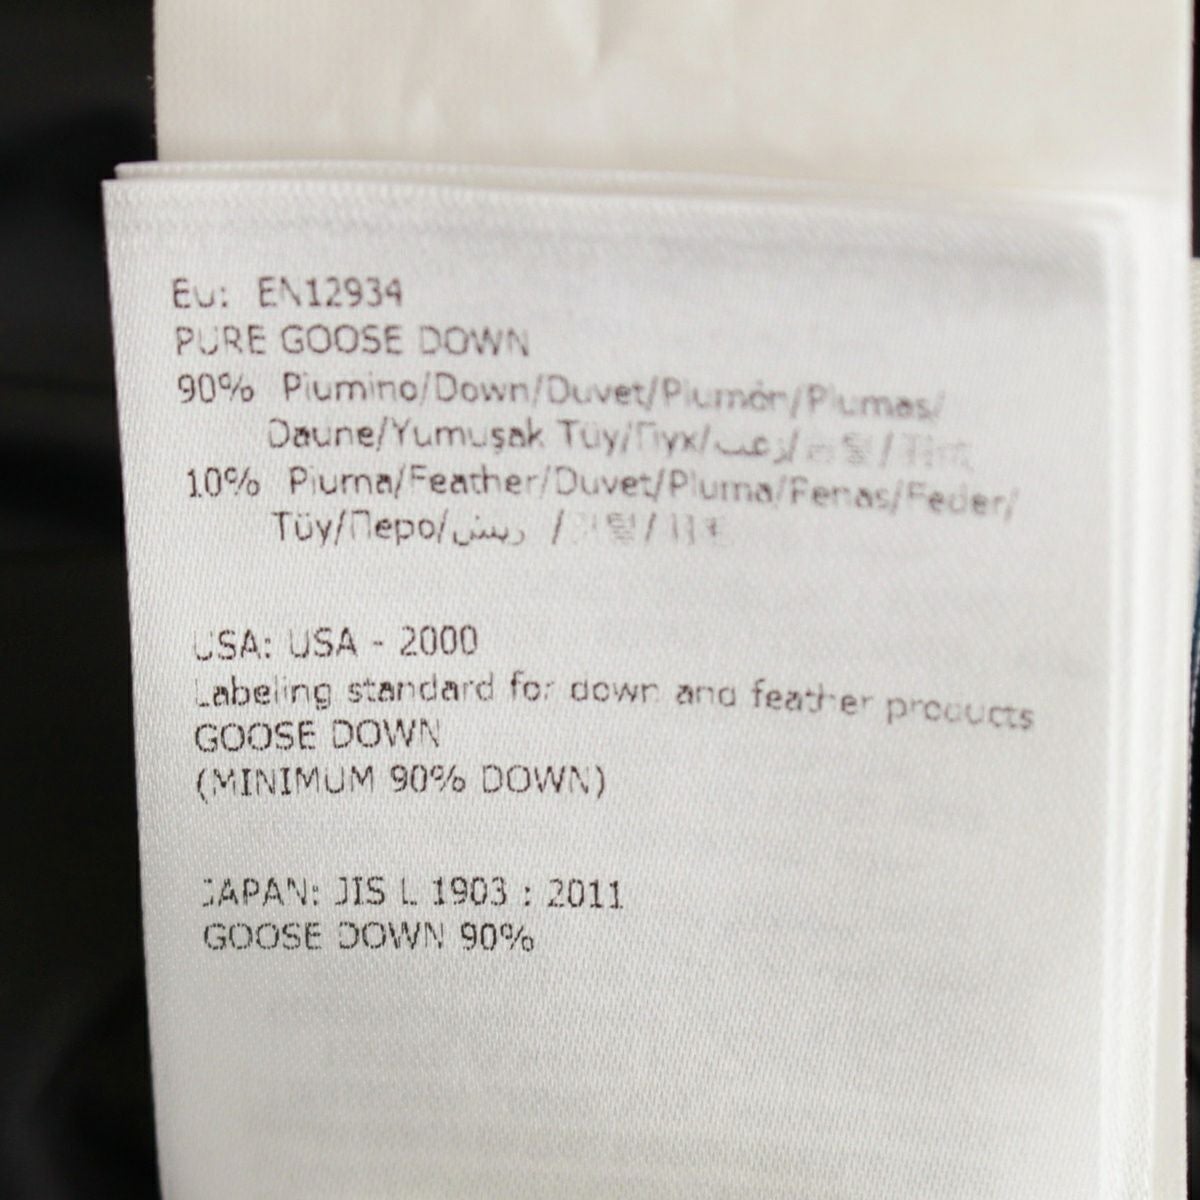 EU: EN12934
PURE GOOSE DOWN
90% Piumino/Down/Duvet/Plumón/Plumas/
Daune/Yumuşak Tüy/Пух/زغب/
10% Piuma/Feather/Duvet/Pluma/Penas/Feder/
Tüy/Перо/ريش /
USA: USA - 2000
Labeling standard for down and feather products
GOOSE DOWN
(MINIMUM 90% DOWN)
JAPAN: JIS L 1903 : 2011
GOOSE DOWN 90%